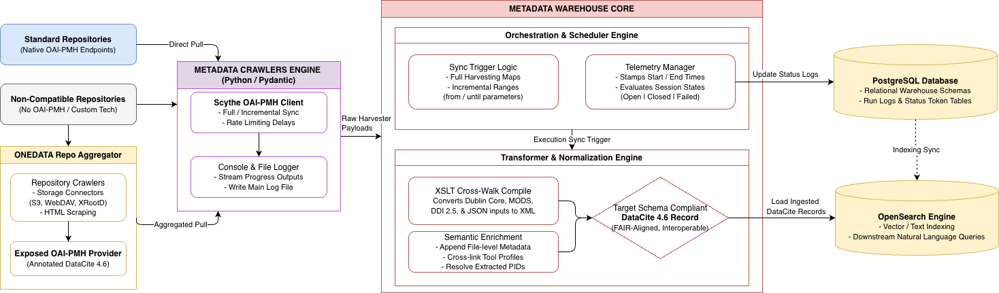 METADATA WAREHOUSE CORE
Standard Repositories
(Native OAI-PMH Endpoints)
Direct Pull
Non-Compatible Repositories
(No OAI-PMH / Custom Tech)
ONEDATA Repo Aggregator
Repository Crawlers
- Storage Connectors
(S3, WebDAV, XRootD)
- HTML Scraping
Exposed OAI-PMH Provider
(Annotated DataCite 4.6)
Aggregated Pull
METADATA CRAWLERS ENGINE
(Python / Pydantic)
Scythe OAI-PMH Client
- Full / Incremental Sync
- Rate Limiting Delays
Console & File Logger
- Stream Progress Outputs
- Write Main Log File
Raw Harvester
Payloads
Orchestration & Scheduler Engine
Sync Trigger Logic
- Full Harvesting Maps
- Incremental Ranges
(from / until parameters)
Telemetry Manager
- Stamps Start / End Times
- Evaluates Session States
(Open | Closed | Failed)
Execution Sync Trigger
Transformer & Normalization Engine
XSLT Cross-Walk Compile
Converts Dublin Core, MODS,
DDI 2.5, & JSON inputs to XML
Semantic Enrichment
- Append File-level Metadata
- Cross-link Tool Profiles
- Resolve Extracted PIDs
Target Schema Compliant
DataCite 4.6 Record
(FAIR-Aligned, Interoperable)
Update Status Logs
PostgreSQL Database
- Relational Warehouse Schemas
- Run Logs & Status Token Tables
Indexing Sync
Load Ingested
DataCite Records
OpenSearch Engine
- Vector / Text Indexing
- Downstream Natural Language Queries